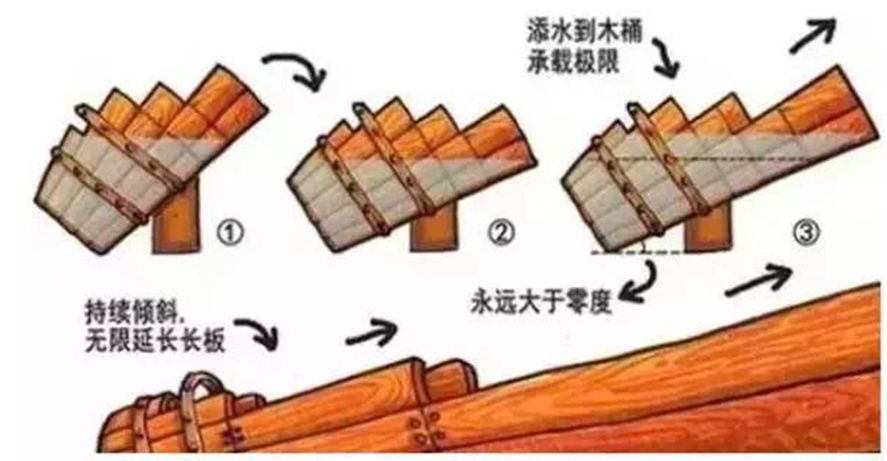 添水到木桶
承载极限
①
②
③
永远大于零度
持续倾斜.
无限延长长板